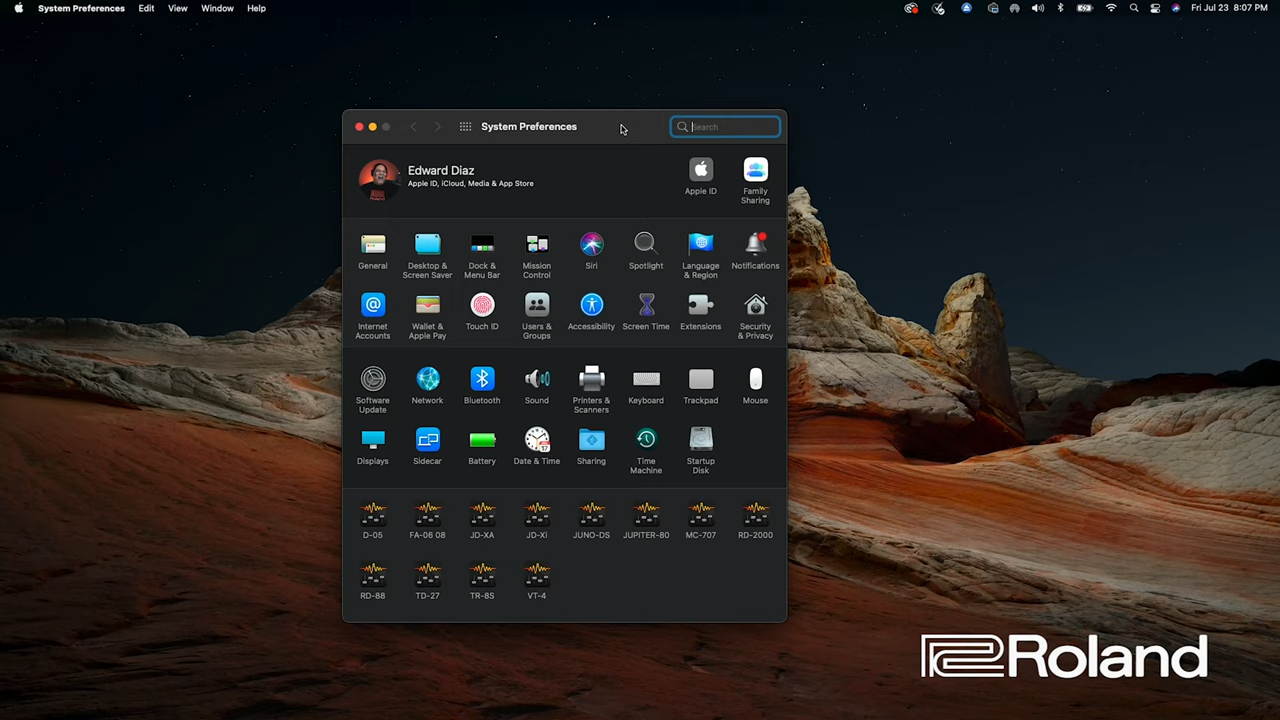 System Preferences Edit View Window Help Fri Jul 23 8:07 PM
System Preferences Search
Edward Diaz
Apple ID, iCloud, Media & App Store
Apple ID
Family
Sharing
General
Desktop &
Screen Saver
Dock &
Menu Bar
Mission
Control
Siri
Spotlight
Language
& Region
Notifications
Internet
Accounts
Wallet &
Apple Pay
Touch ID
Users &
Groups
Accessibility
Screen Time
Extensions
Security
& Privacy
Software
Update
Network
Bluetooth
Sound
Printers &
Scanners
Keyboard
Trackpad
Mouse
Displays
Sidecar
Battery
17
Date & Time
Sharing
Time
Machine
Startup
Disk
D-05 FA-06 08 JD-XA JD-Xi JUNO-DS JUPITER-80 MC-707 RD-2000
RD-88 TD-27 TR-8S VT-4
Roland